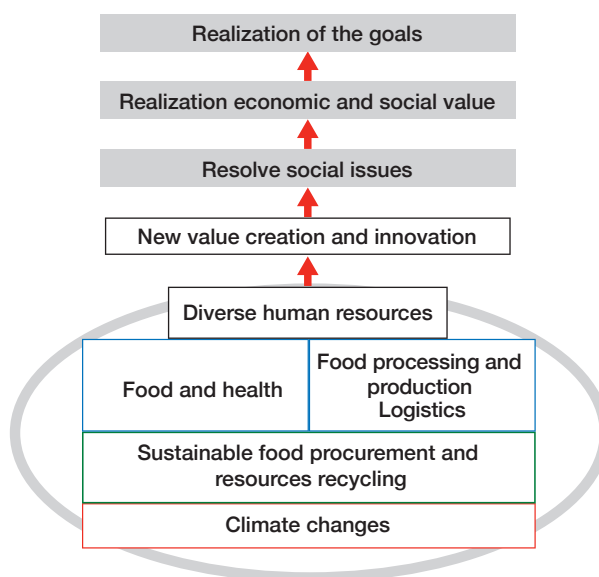 Realization of the goals
Realization economic and social value
Resolve social issues
New value creation and innovation
Diverse human resources
Food and health
Food processing and
production
Logistics
Sustainable food procurement and
resources recycling
Climate changes